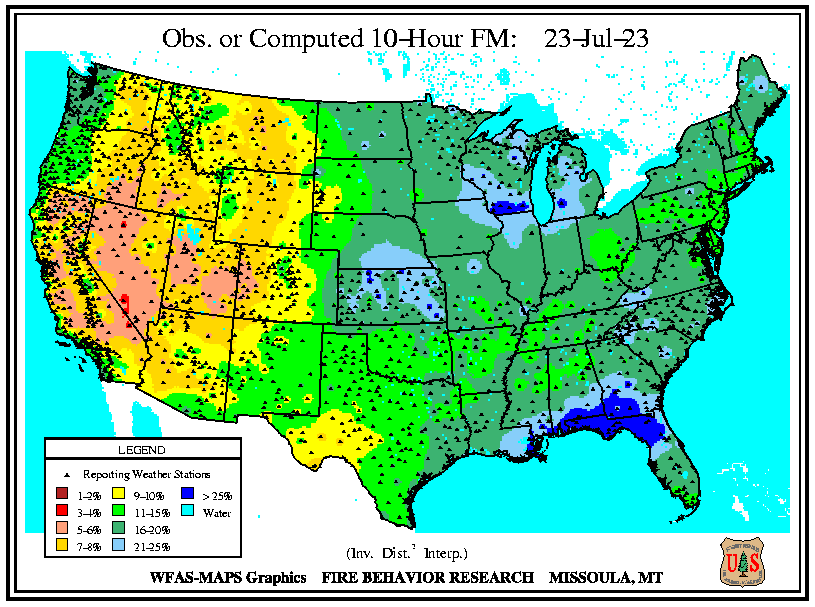 Obs. or Computed 10-Hour FM: 23-Jul-23
LEGEND
Reporting Weather Stations
1-2% 9-10% > 25%
3-4% 11-15% Water
5-6% 16-20%
7-8% 21-25%
(Inv. Dist.² Interp.)
WFAS-MAPS Graphics FIRE BEHAVIOR RESEARCH MISSOULA, MT
U S